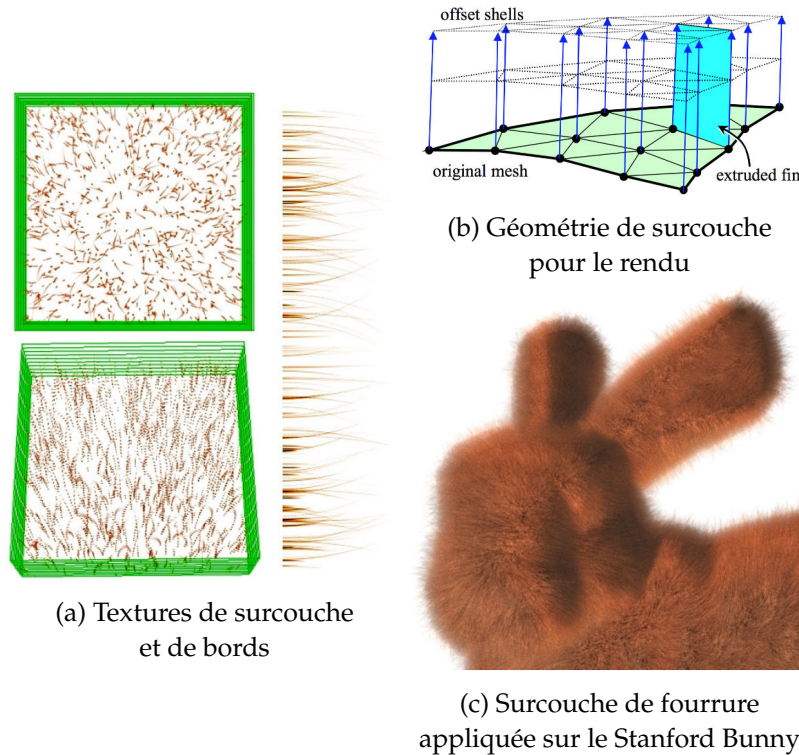 offset shells
original mesh
extruded fin
(b) Géométrie de surcouche
pour le rendu
(a) Textures de surcouche
et de bords
(c) Surcouche de fourrure
appliquée sur le Stanford Bunny